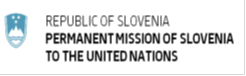 REPUBLIC OF SLOVENIA
PERMANENT MISSION OF SLOVENIA
TO THE UNITED NATIONS